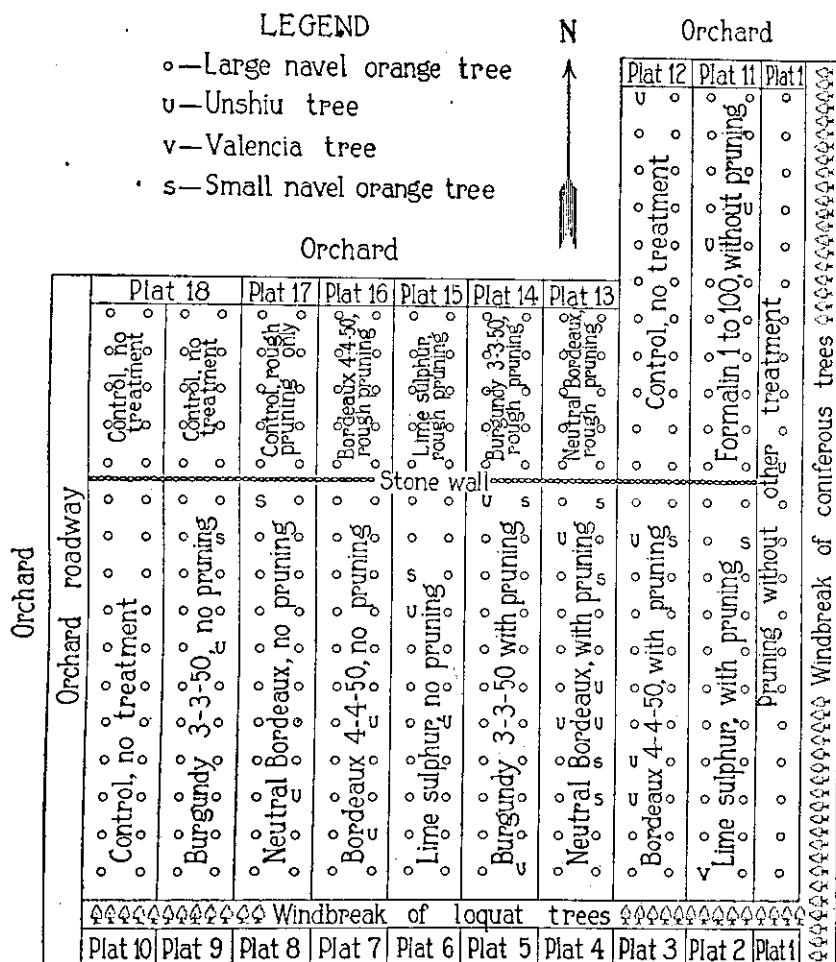 LEGEND
o—Large navel orange tree
u—Unshiu tree
v—Valencia tree
s—Small navel orange tree
N
Orchard
Plat 12
Plat 11
Plat 1
Control, no treatment
Formalin 1 to 100, without pruning
Pruning without other treatment
Windbreak of coniferous trees
Orchard
Plat 18
Plat 17
Plat 16
Plat 15
Plat 14
Plat 13
Control, no
treatment
Control, no
treatment
Control, rough
pruning only
Bordeaux 4-4-50,
rough pruning
Lime sulphur,
rough pruning
Burgundy 3-3-50,
rough pruning
Neutral Bordeaux,
rough pruning
Stone wall
Orchard
Orchard roadway
Control, no treatment
Burgundy 3-3-50, no pruning
Neutral Bordeaux, no pruning
Bordeaux 4-4-50, no pruning
Lime sulphur, no pruning
Burgundy 3-3-50 with pruning
Neutral Bordeaux, with pruning
Bordeaux 4-4-50, with pruning
Lime sulphur, with pruning
Windbreak of loquat trees
Plat 10
Plat 9
Plat 8
Plat 7
Plat 6
Plat 5
Plat 4
Plat 3
Plat 2
Plat 1